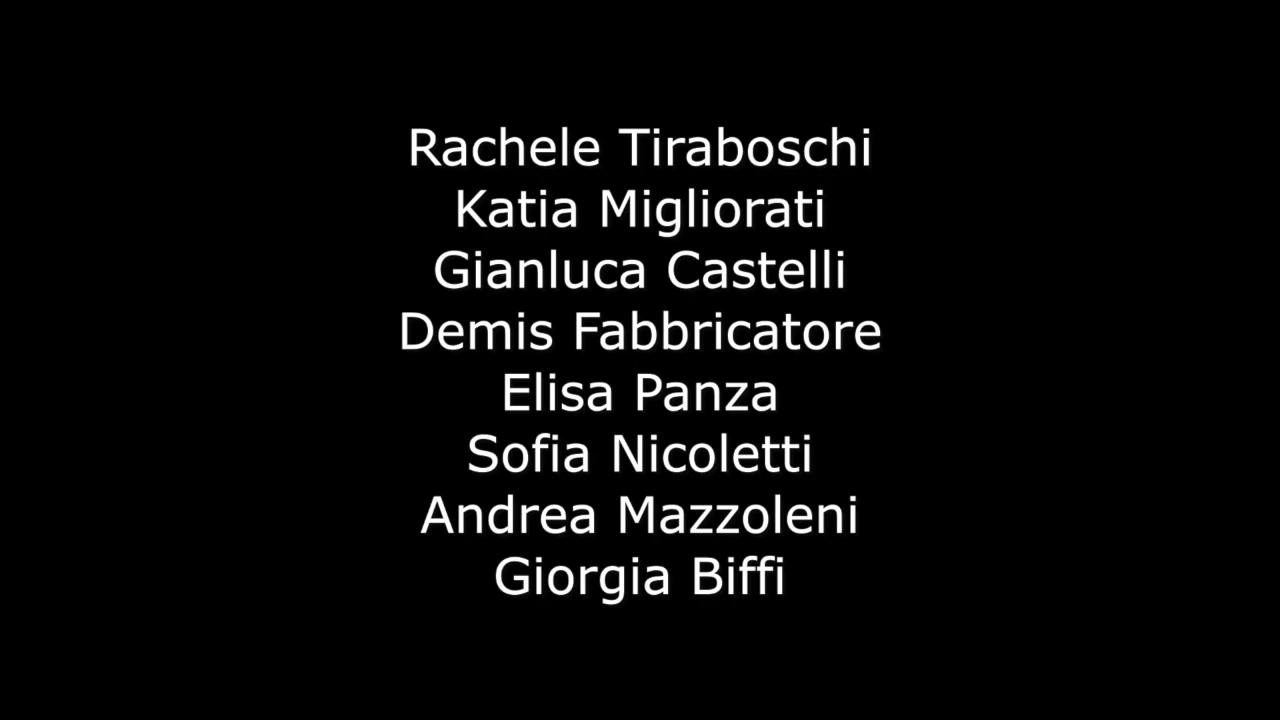 Rachele Tiraboschi
Katia Migliorati
Gianluca Castelli
Demis Fabbricatore
Elisa Panza
Sofia Nicoletti
Andrea Mazzoleni
Giorgia Biffi